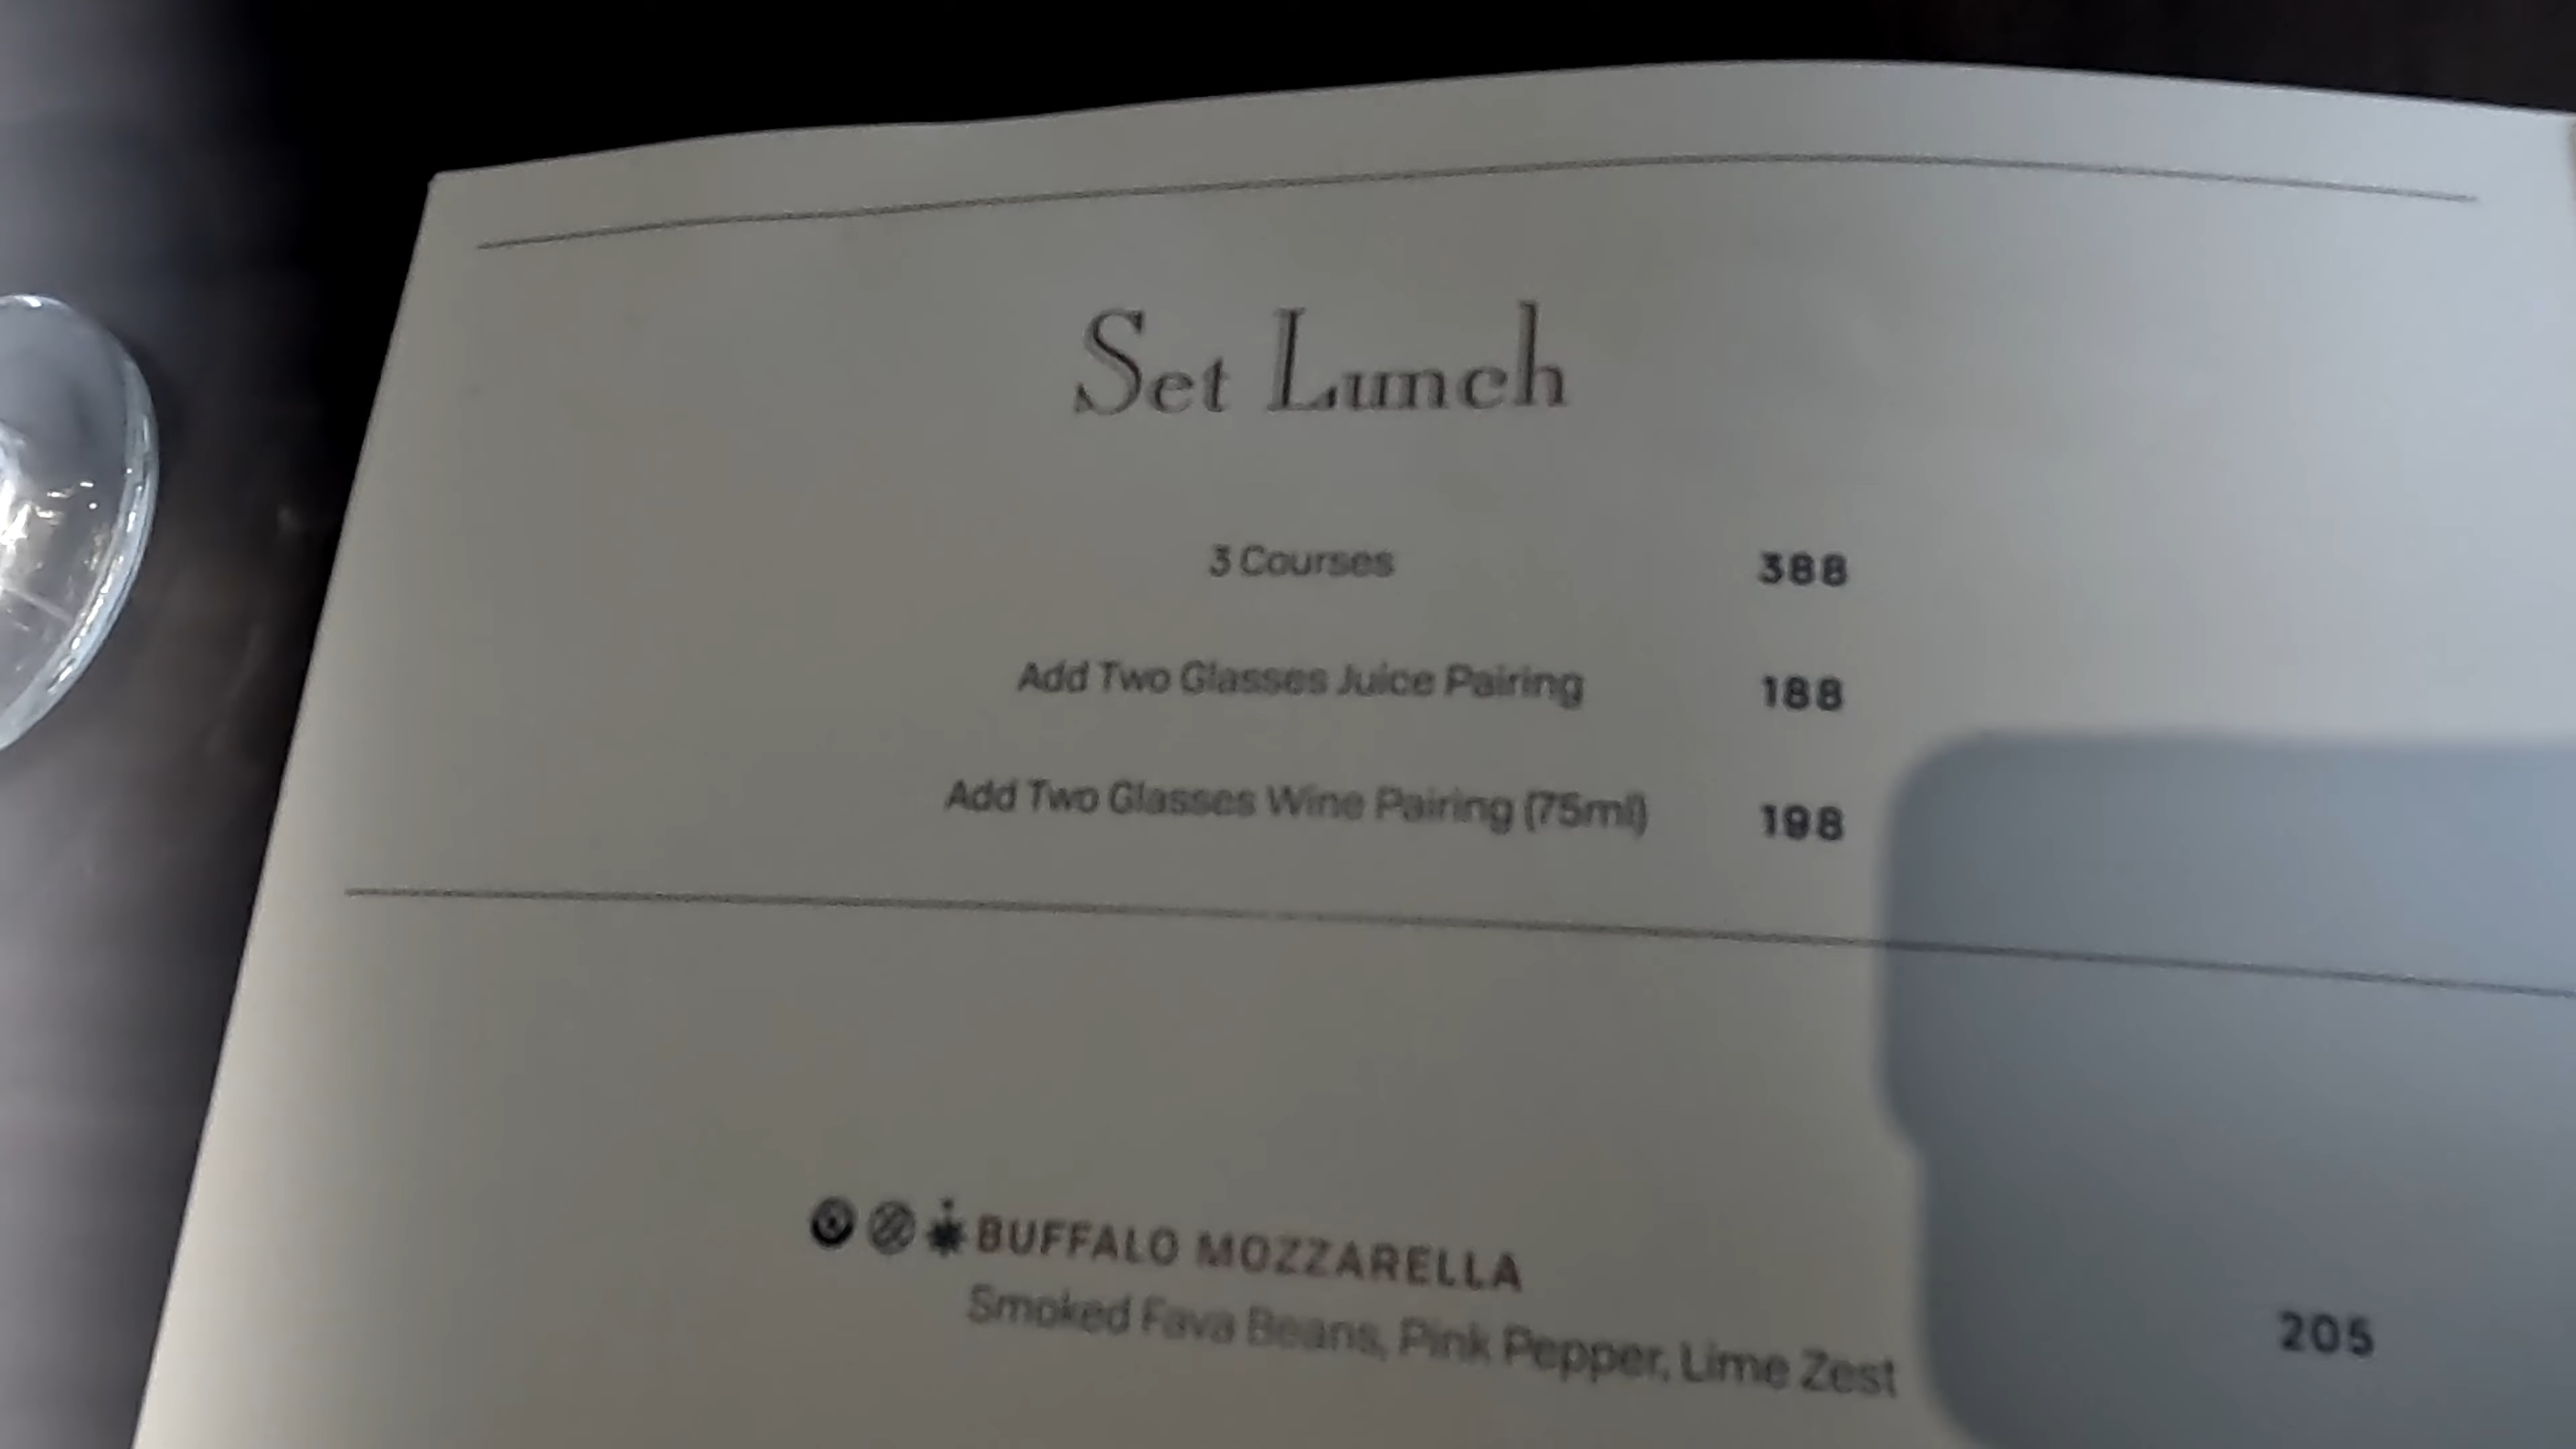 Set Lunch
3 Courses 388
Add Two Glasses Juice Pairing 188
Add Two Glasses Wine Pairing (75ml) 198
BUFFALO MOZZARELLA
Smoked Fava Beans, Pink Pepper, Lime Zest 205